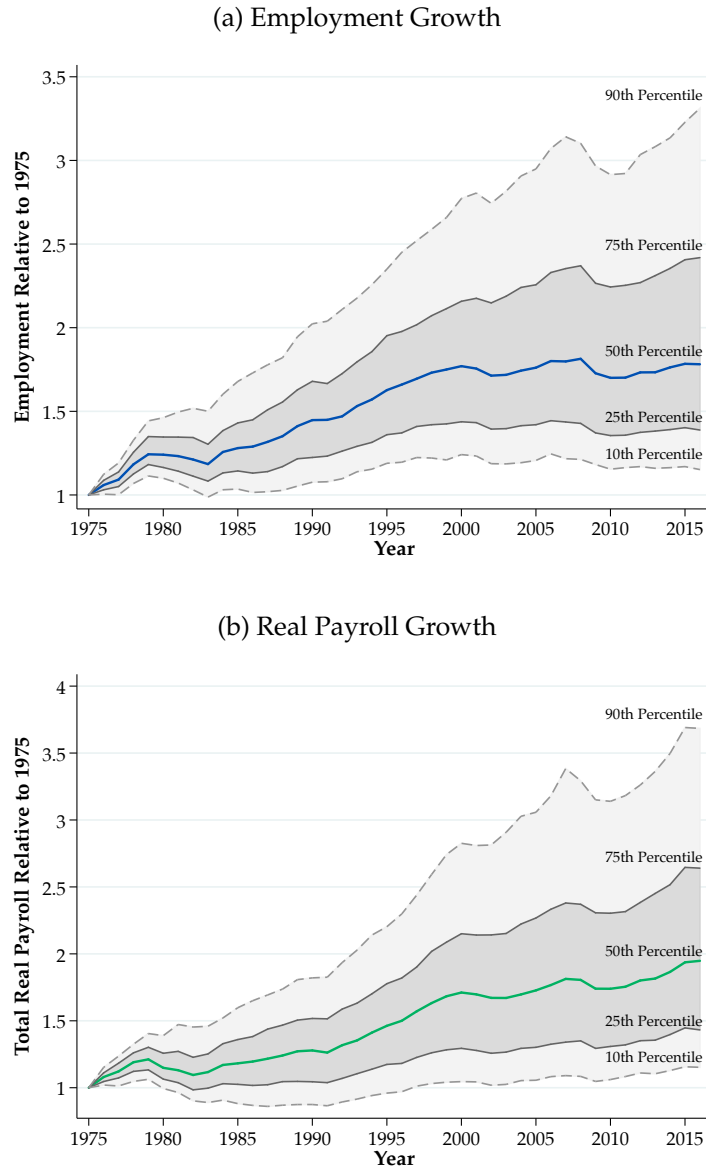 (a) Employment Growth
Employment Relative to 1975
3.5
3
2.5
2
1.5
1
90th Percentile
75th Percentile
50th Percentile
25th Percentile
10th Percentile
1975 1980 1985 1990 1995 2000 2005 2010 2015
Year
(b) Real Payroll Growth
Total Real Payroll Relative to 1975
4
3.5
3
2.5
2
1.5
1
90th Percentile
75th Percentile
50th Percentile
25th Percentile
10th Percentile
1975 1980 1985 1990 1995 2000 2005 2010 2015
Year